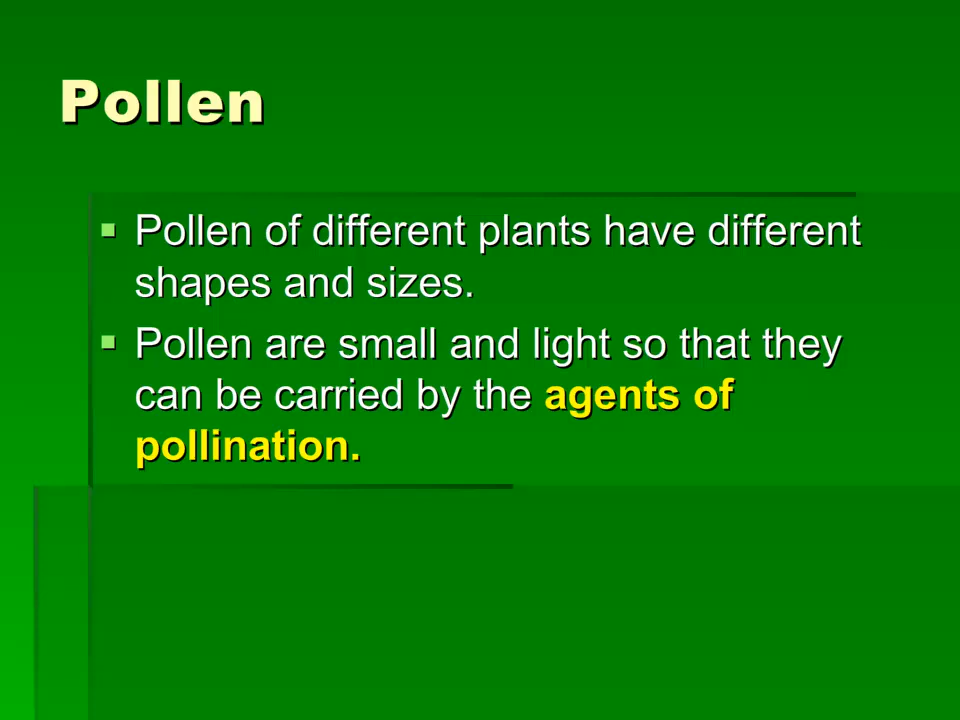 Pollen
▪ Pollen of different plants have different
shapes and sizes.
▪ Pollen are small and light so that they
can be carried by the agents of
pollination.